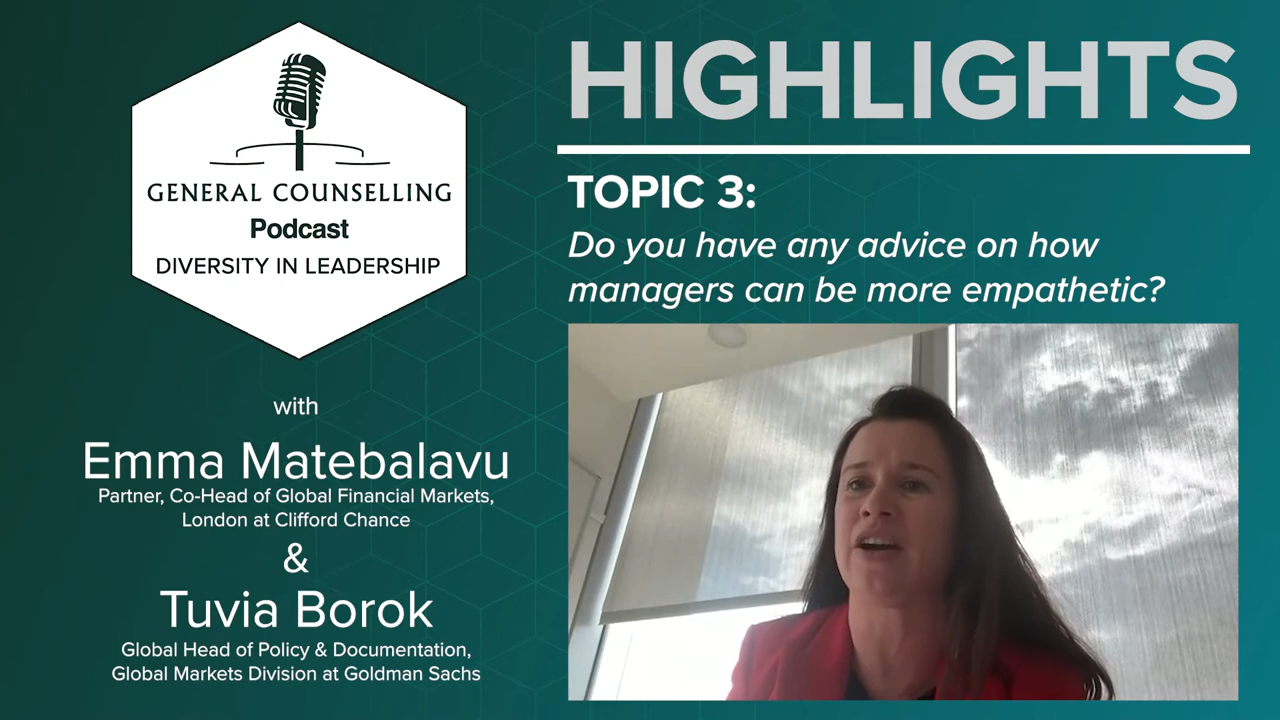 GENERAL COUNSELLING
Podcast
DIVERSITY IN LEADERSHIP
with
Emma Matebalavu
Partner, Co-Head of Global Financial Markets,
London at Clifford Chance
&
Tuvia Borok
Global Head of Policy & Documentation,
Global Markets Division at Goldman Sachs
HIGHLIGHTS
TOPIC 3:
Do you have any advice on how
managers can be more empathetic?